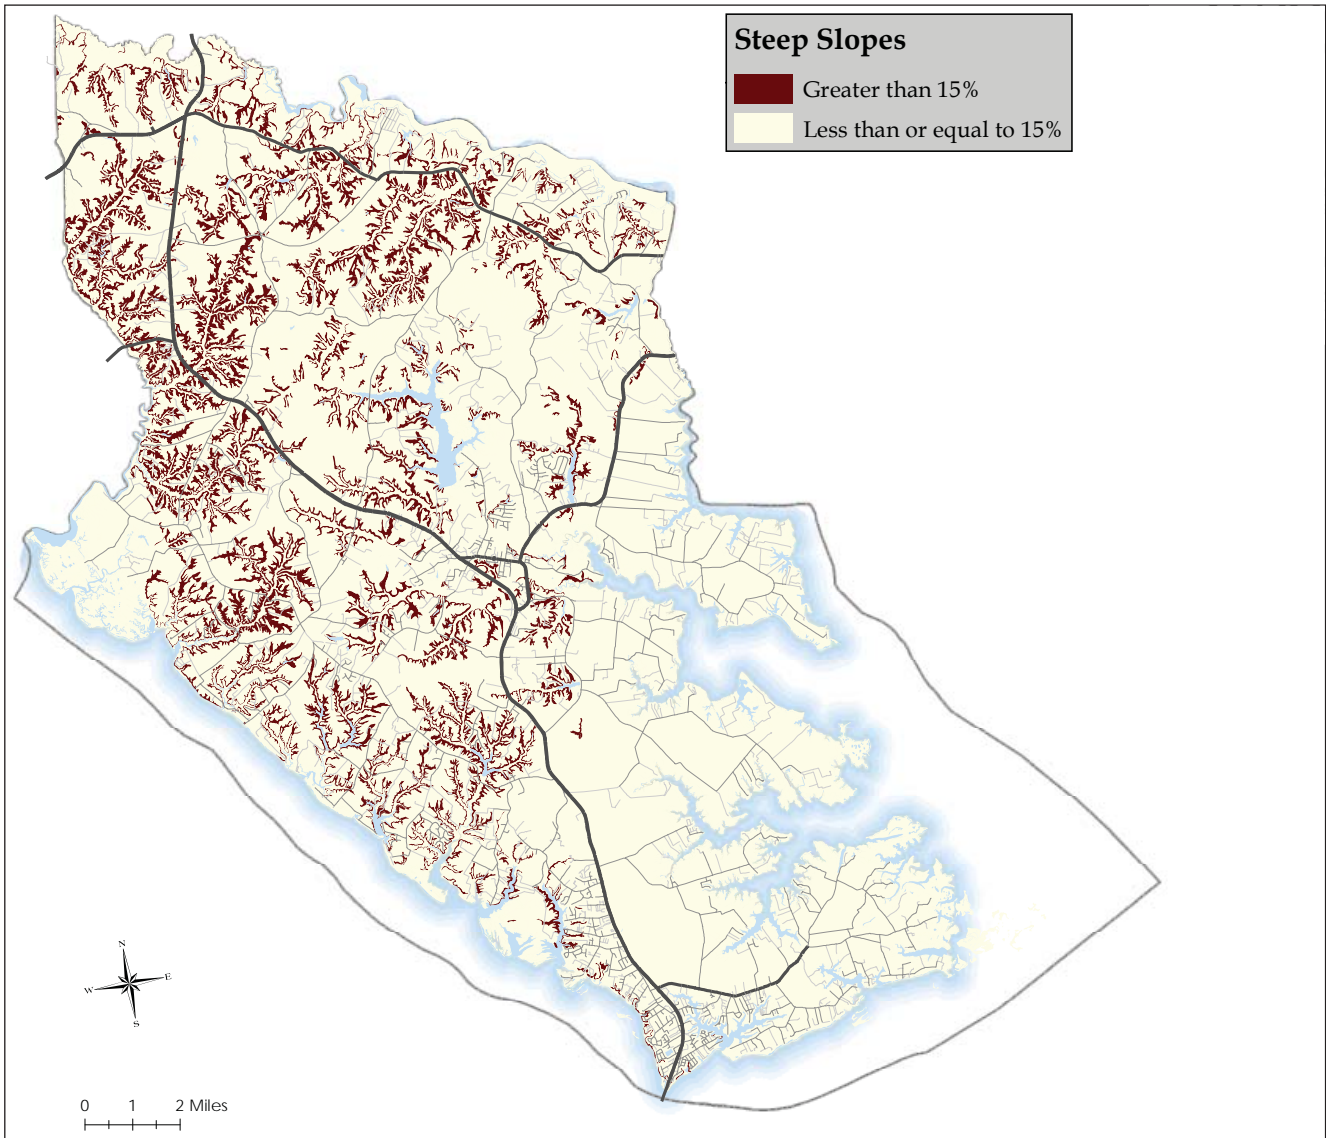 Steep Slopes
Greater than 15%
Less than or equal to 15%
N
W E
S
0 1 2 Miles